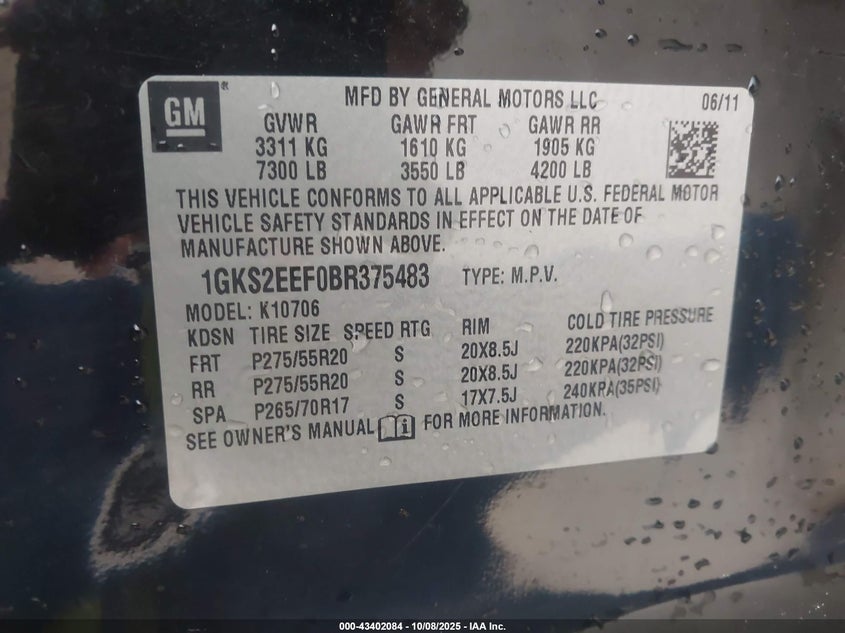 GM ®
MFD BY GENERAL MOTORS LLC 06/11
GVWR GAWR FRT GAWR RR
3311 KG 1610 KG 1905 KG
7300 LB 3550 LB 4200 LB
THIS VEHICLE CONFORMS TO ALL APPLICABLE U.S. FEDERAL MOTOR
VEHICLE SAFETY STANDARDS IN EFFECT ON THE DATE OF
MANUFACTURE SHOWN ABOVE.
1GKS2EEF0BR375483 TYPE: M.P.V.
MODEL: K10706
KDSN TIRE SIZE SPEED RTG RIM COLD TIRE PRESSURE
FRT P275/55R20 S 20X8.5J 220KPA(32PSI)
RR P275/55R20 S 20X8.5J 220KPA(32PSI)
SPA P265/70R17 S 17X7.5J 240KPA(35PSI)
SEE OWNER'S MANUAL i FOR MORE INFORMATION.
000-43402084 - 10/08/2025 - IAA Inc.